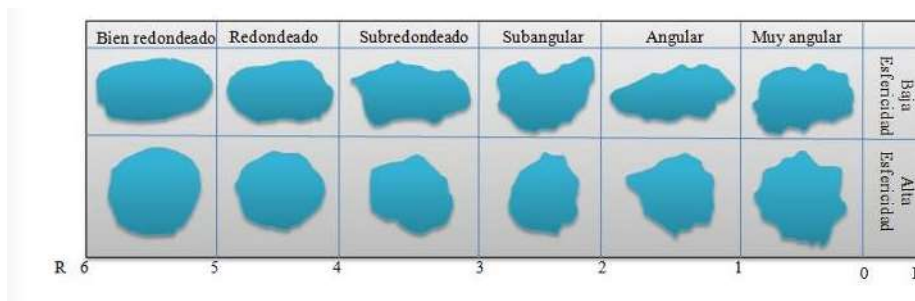 Bien redondeado Redondeado Subredondeado Subangular Angular Muy angular
Baja
Esfericidad
Alta
Esfericidad
R 6 5 4 3 2 1 0